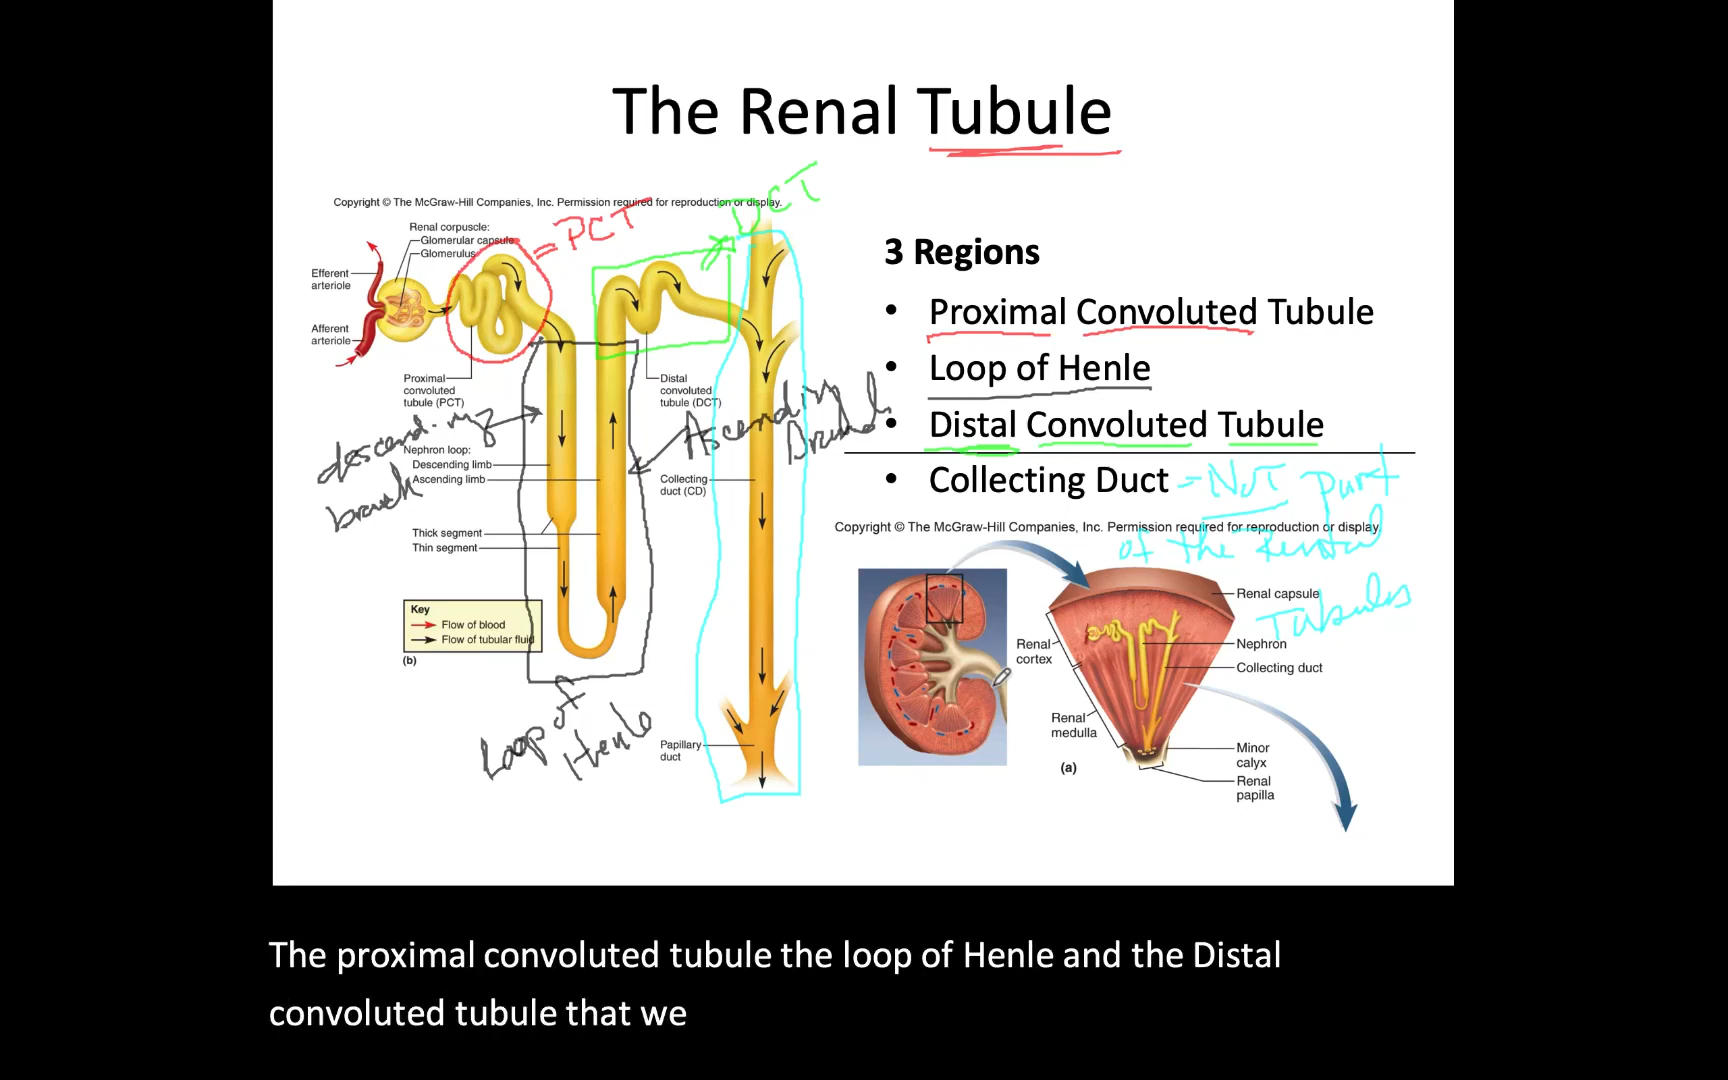 The Renal Tubule
Copyright © The McGraw-Hill Companies, Inc. Permission required for reproduction or display.
DCT
= PCT
Renal corpuscle:
Glomerular capsule
Glomerulus
Efferent
arteriole
Afferent
arteriole
Proximal
convoluted
tubule (PCT)
Distal
convoluted
tubule (DCT)
descending
branch
Ascending
Branch
Nephron loop:
Descending limb
Ascending limb
Collecting
duct (CD)
Thick segment
Thin segment
Key
Flow of blood
Flow of tubular fluid
(b)
Loop of
Henle
Papillary
duct
3 Regions
• Proximal Convoluted Tubule
• Loop of Henle
• Distal Convoluted Tubule
• Collecting Duct = NOT part
of the Renal
Tubules
Copyright © The McGraw-Hill Companies, Inc. Permission required for reproduction or display.
Renal capsule
Renal
cortex
Nephron
Collecting duct
Renal
medulla
Minor
calyx
Renal
papilla
(a)
The proximal convoluted tubule the loop of Henle and the Distal
convoluted tubule that we